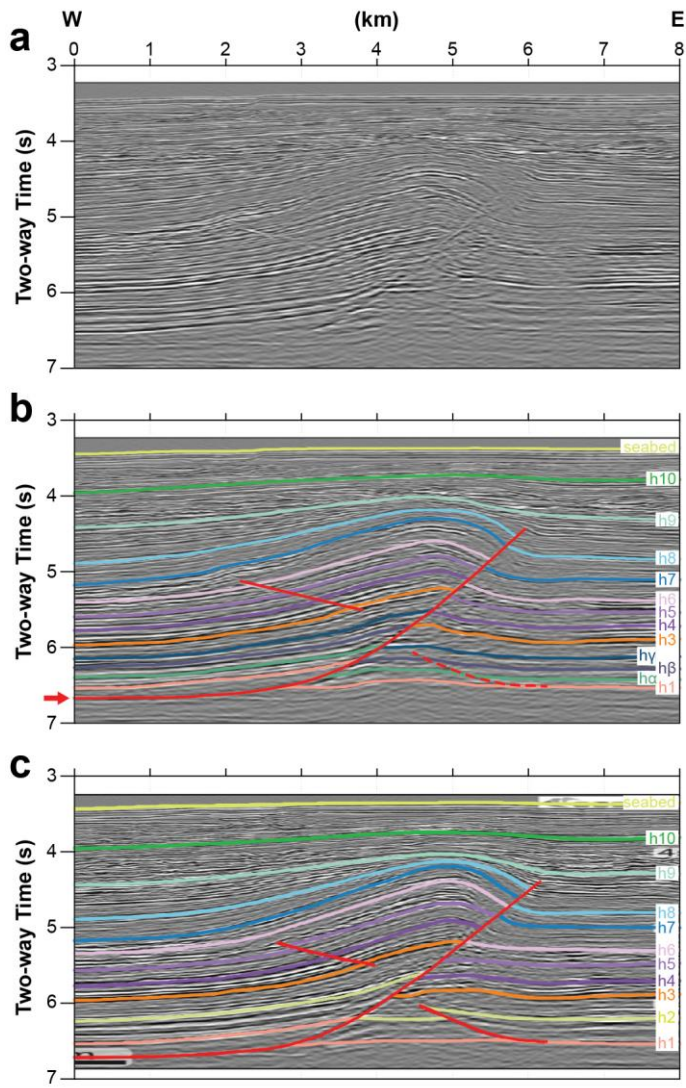 W (km) E
a
0 1 2 3 4 5 6 7 8
3
4
5
6
7
Two-way Time (s)
b
3
4
5
6
7
Two-way Time (s)
seabed
h10
h9
h8
h7
h6
h5
h4
h3
hγ
hβ
hα
h1
c
3
4
5
6
7
Two-way Time (s)
seabed
h10
h9
h8
h7
h6
h5
h4
h3
h2
h1